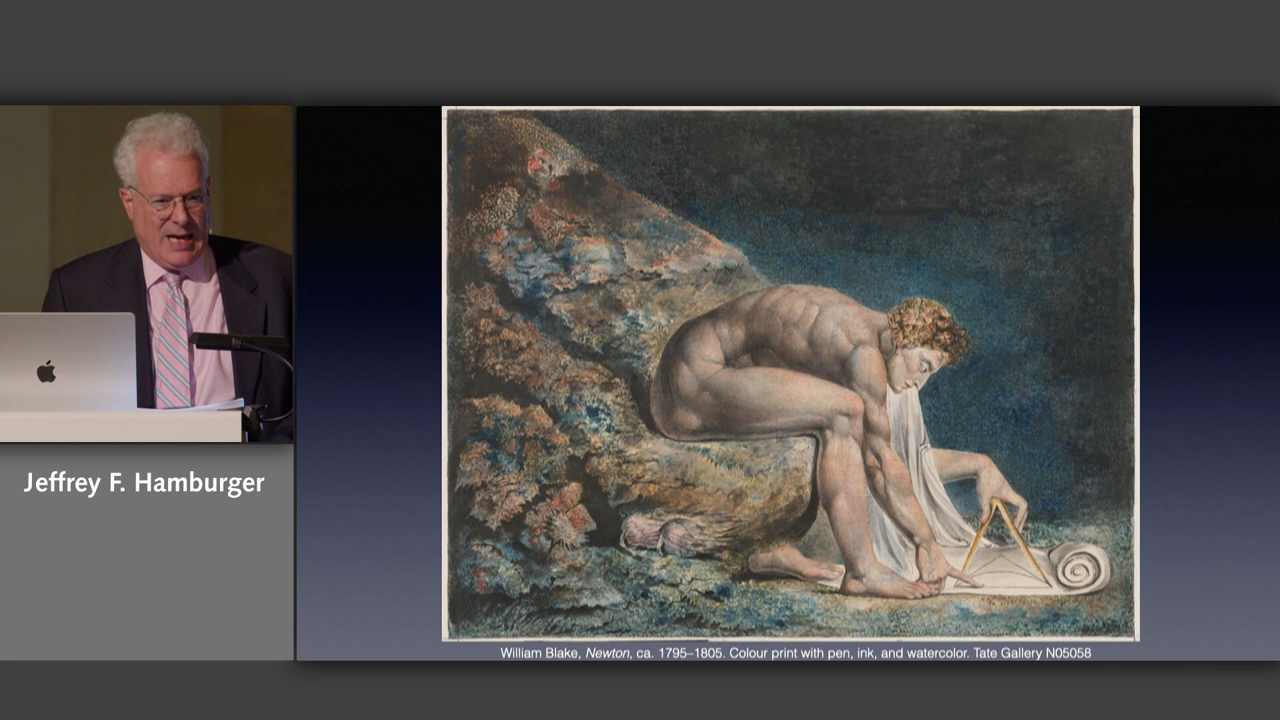 Jeffrey F. Hamburger
William Blake, Newton, ca. 1795–1805. Colour print with pen, ink, and watercolor. Tate Gallery N05058